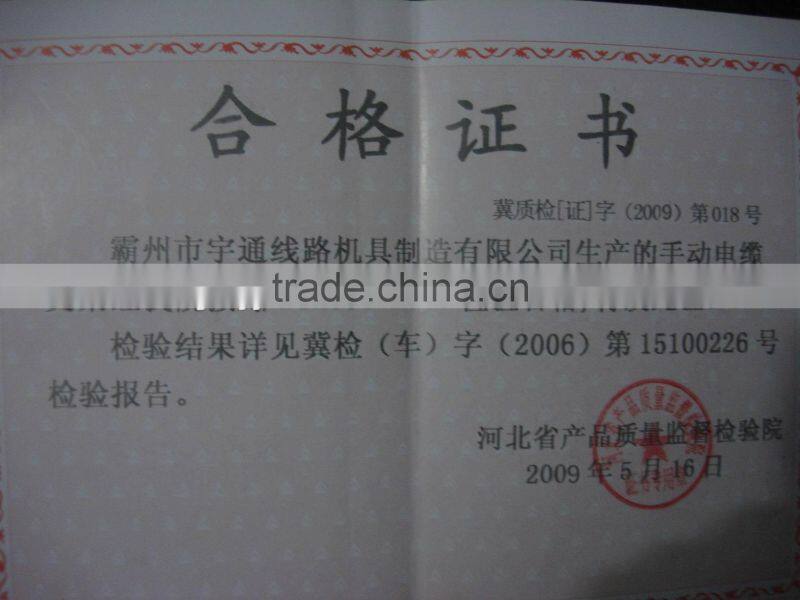 合格证书
冀质检[证]字(2009)第018号
霸州市宇通线路机具制造有限公司生产的手动电缆
trade.china.cn
检验结果详见冀检(车)字(2006)第15100226号
检验报告。
河北省产品质量监督检验院
2009年5月16日